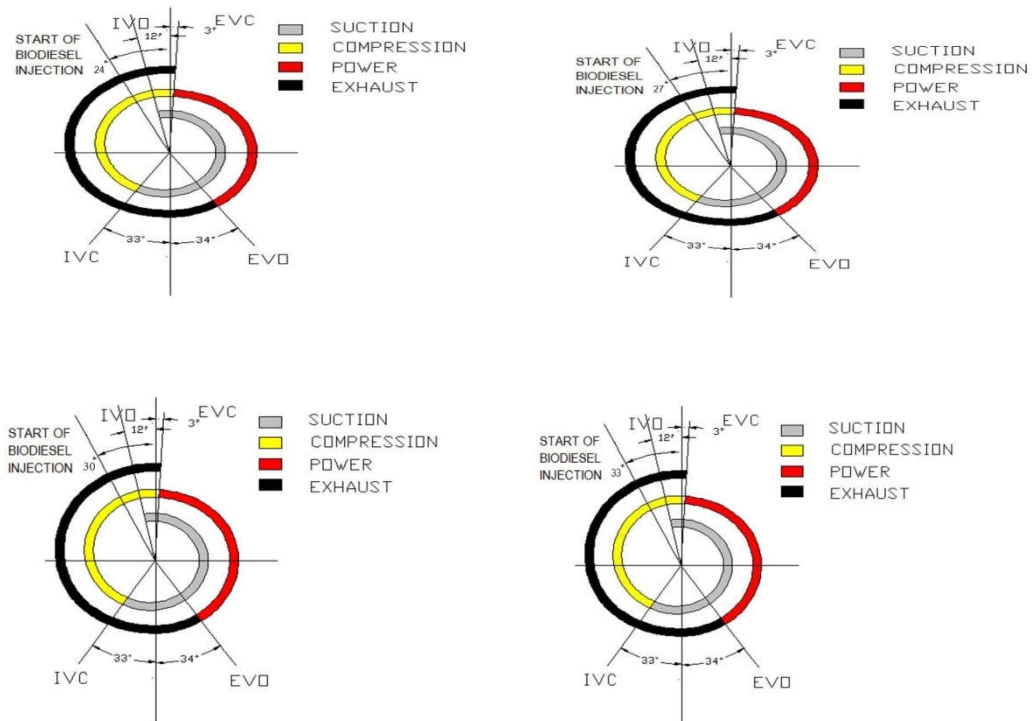 IVO
EVC
12°
3°
START OF
BIODIESEL
INJECTION 24°
SUCTION
COMPRESSION
POWER
EXHAUST
33°
34°
IVC
EVO
IVO
EVC
12°
3°
START OF
BIODIESEL
INJECTION 27°
SUCTION
COMPRESSION
POWER
EXHAUST
33°
34°
IVC
EVO
IVO
EVC
12°
3°
START OF
BIODIESEL
INJECTION 30°
SUCTION
COMPRESSION
POWER
EXHAUST
33°
34°
IVC
EVO
IVO
EVC
12°
3°
START OF
BIODIESEL
INJECTION 33°
SUCTION
COMPRESSION
POWER
EXHAUST
33°
34°
IVC
EVO